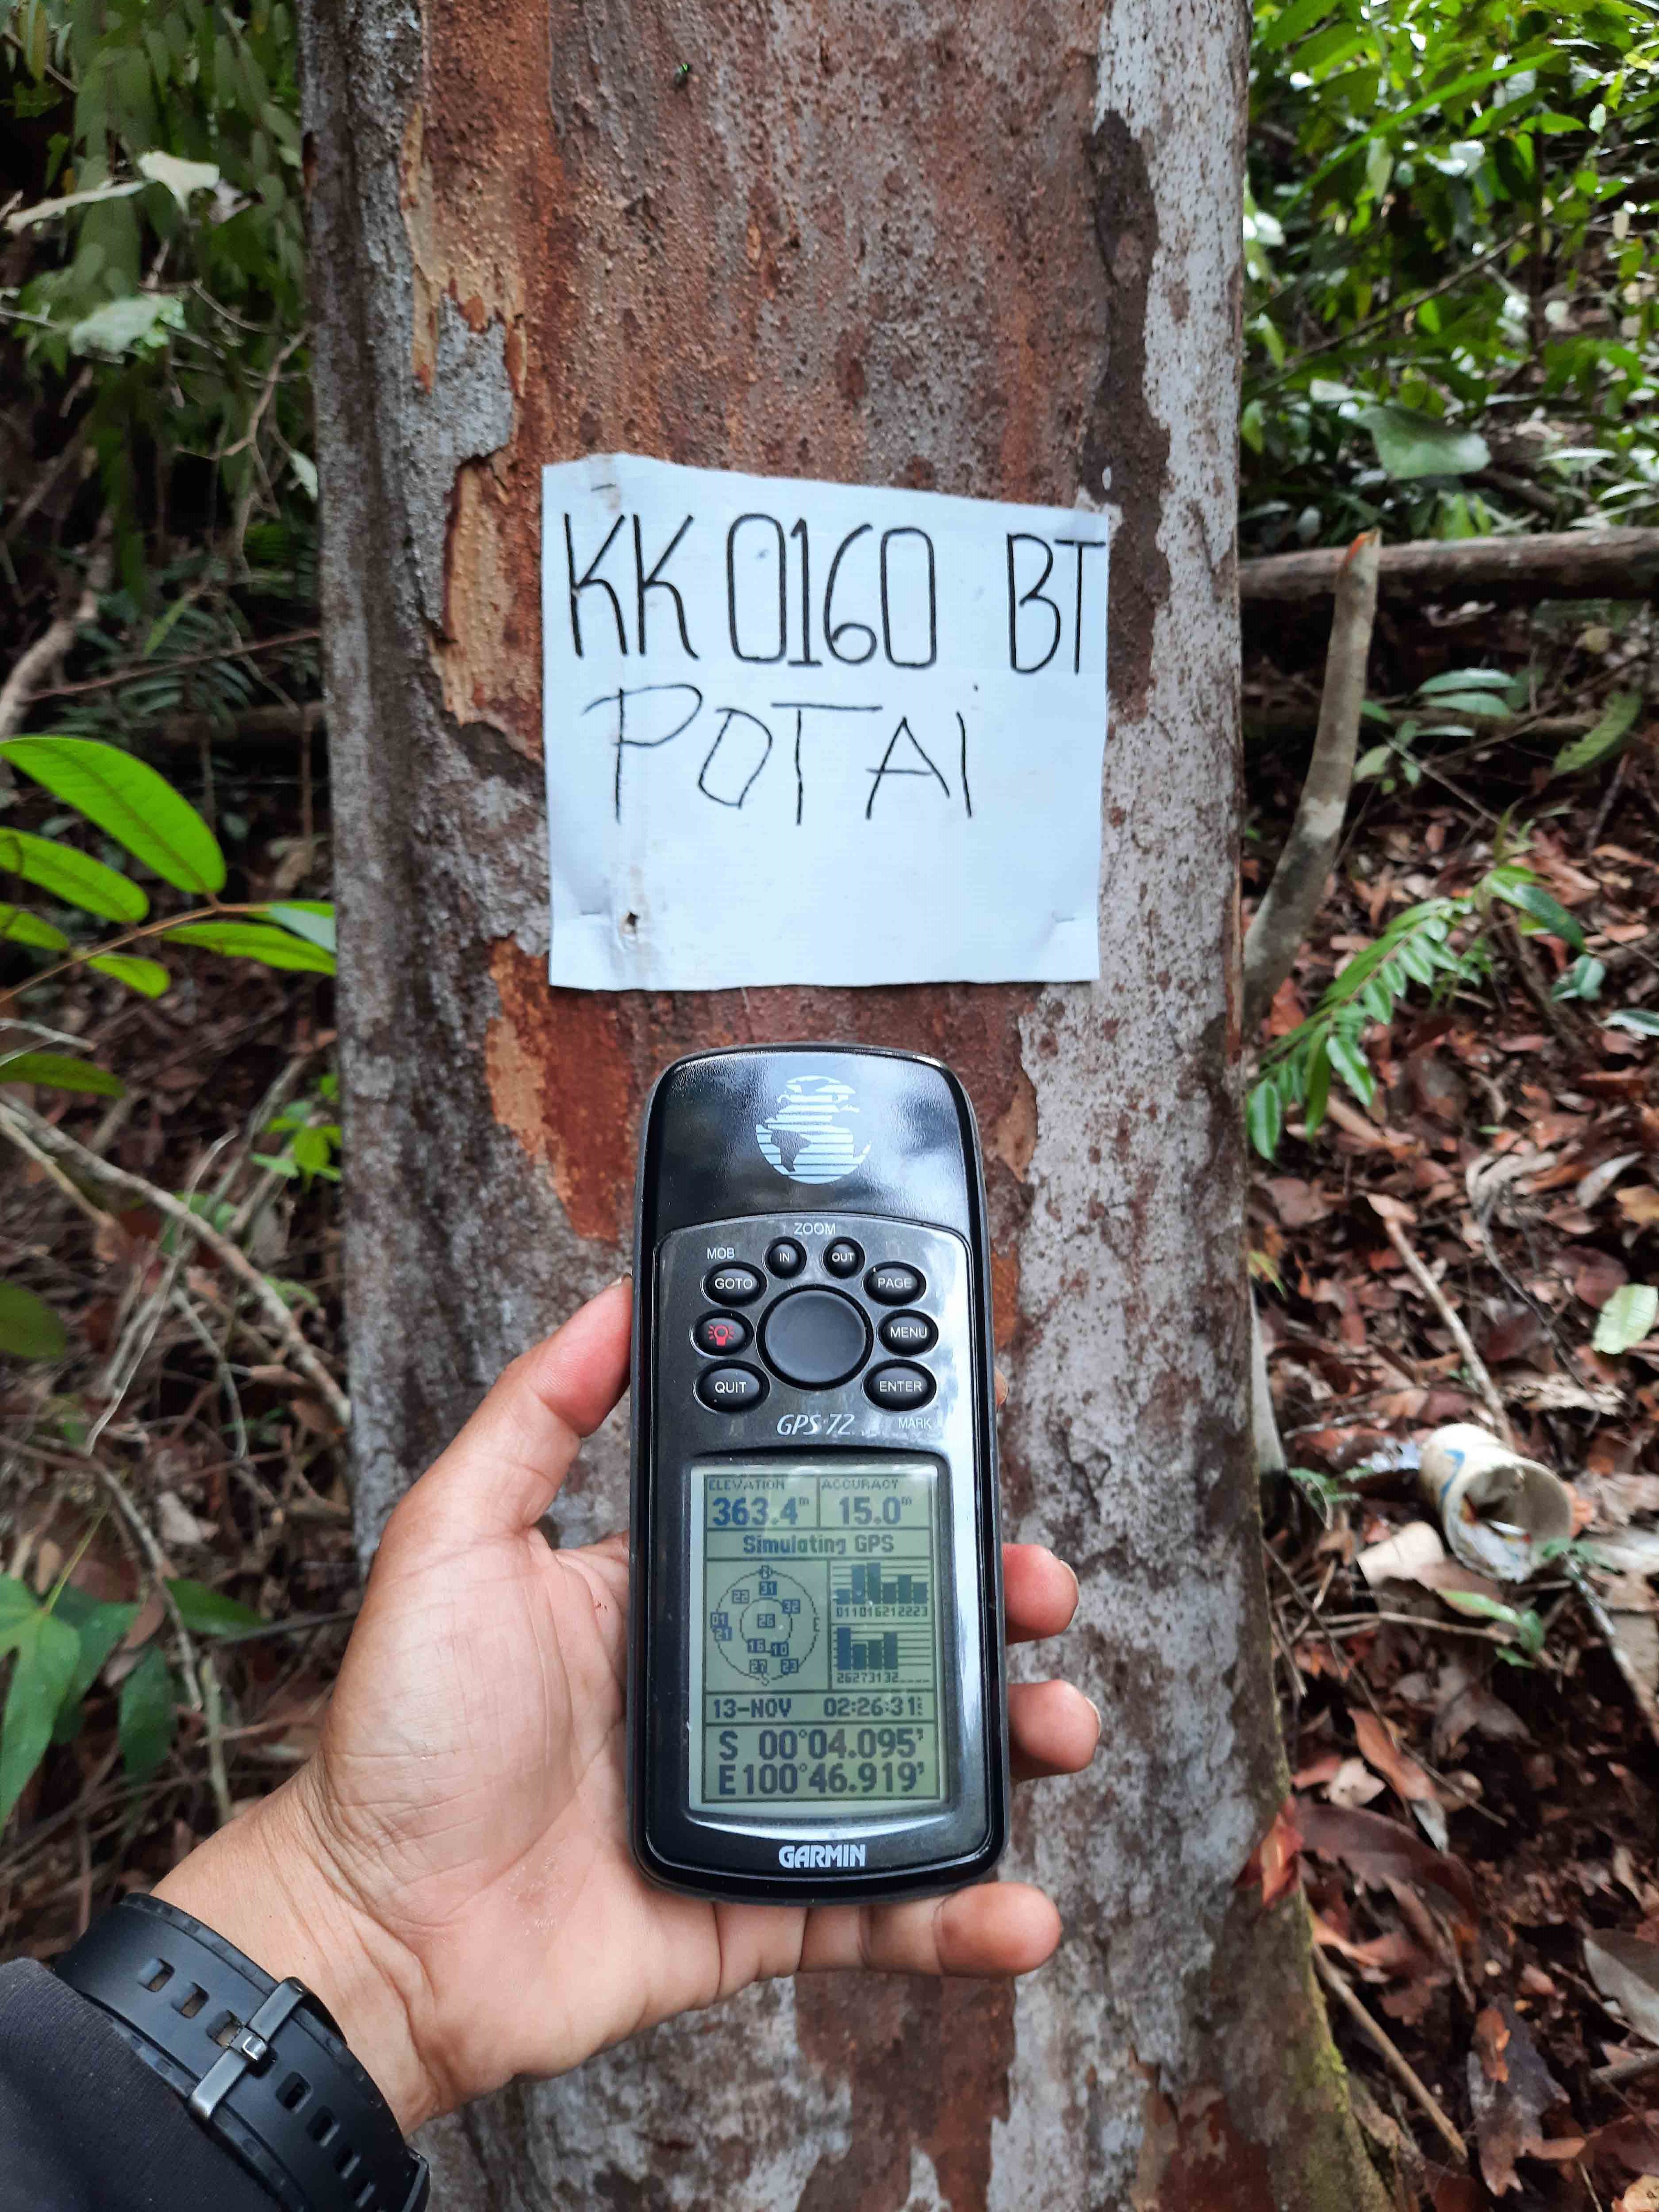 KK 0160 BT
POTAI
ZOOM
MOB IN OUT
GOTO PAGE
MENU
QUIT ENTER
GPS 72 MARK
ELEVATION ACCURACY
363.4m 15.0m
Simulating GPS
N
31
22 32
01 26 E
21
16 10
27 23
S
011016212223
26273132
13-NOV 02:26:31
S 00°04.095'
E100°46.919'
GARMIN